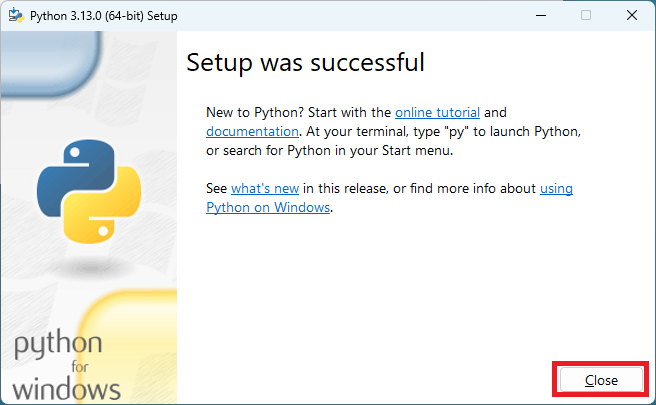 Python 3.13.0 (64-bit) Setup
Setup was successful
New to Python? Start with the online tutorial and
documentation. At your terminal, type "py" to launch Python,
or search for Python in your Start menu.
See what's new in this release, or find more info about using
Python on Windows.
python
for
windows
Close